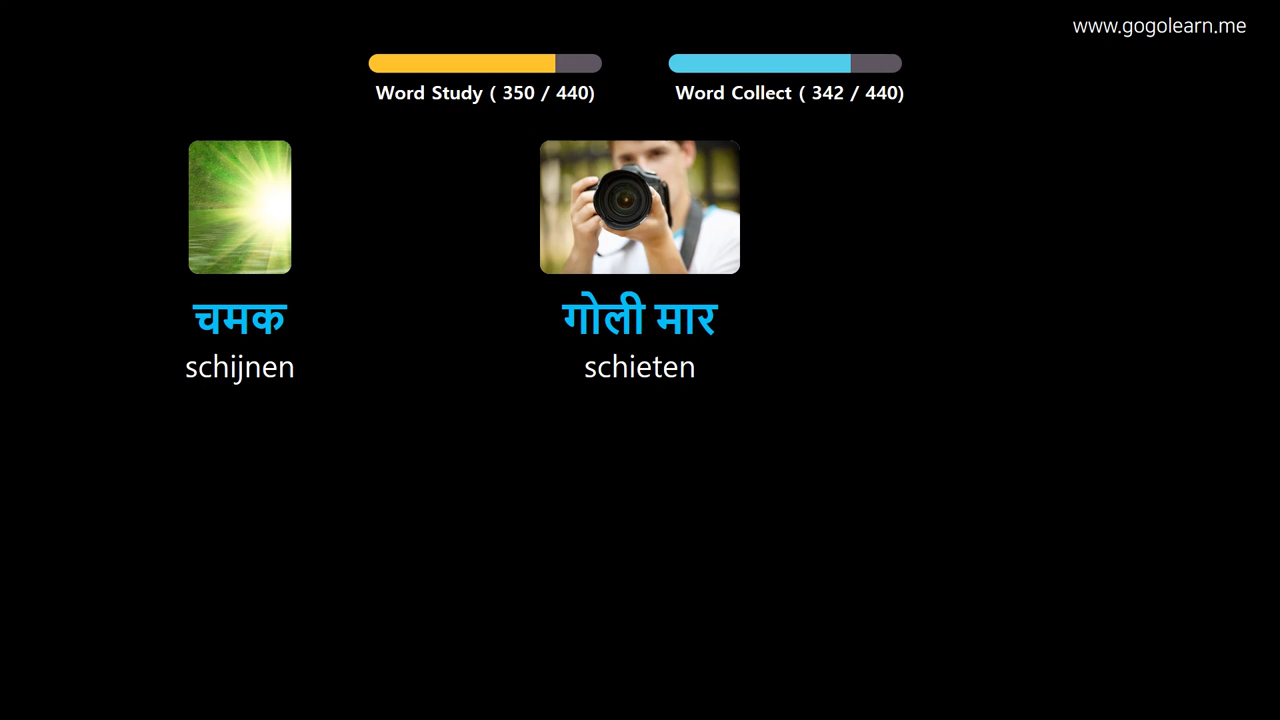 www.gogolearn.me
Word Study ( 350 / 440)
Word Collect ( 342 / 440)
चमक
schijnen
गोली मार
schieten